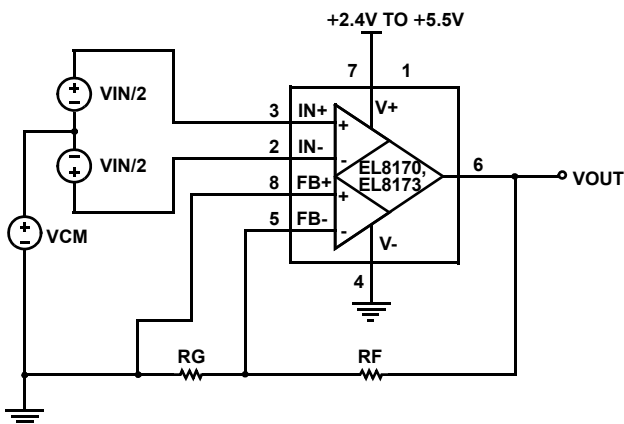 +2.4V TO +5.5V
7 1
VIN/2
3 IN+ V+
+
2 IN-
-
VIN/2
EL8170,
EL8173
6
VOUT
8 FB+
+
5 FB-
-
V-
VCM
4
RG
RF
+
-
+
-
+
-